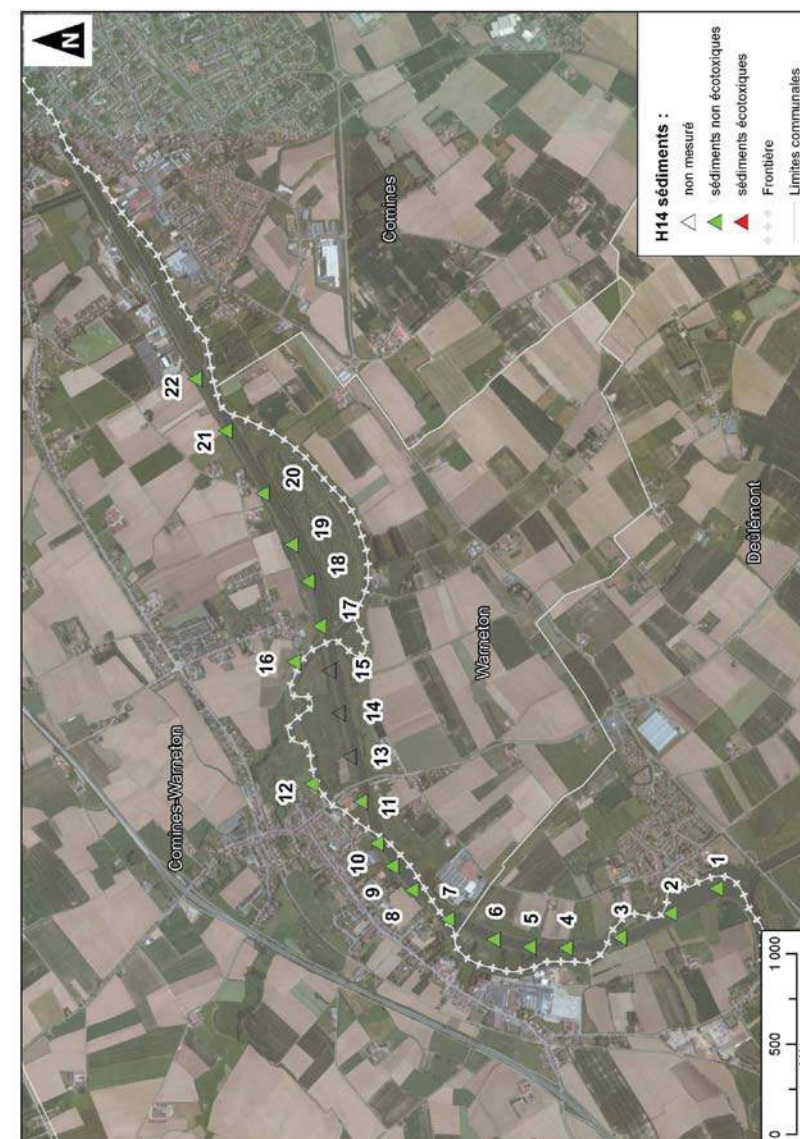 N
22
21
20
19
18
17
16
15
14
13
12
11
10
9
8
7
6
5
4
3
2
1
Comines
Comines-Warneton
Warneton
Deûlémont
H14 sédiments :
non mesuré
sédiments non écotoxiques
sédiments écotoxiques
Frontière
Limites communales
0 500 1 000